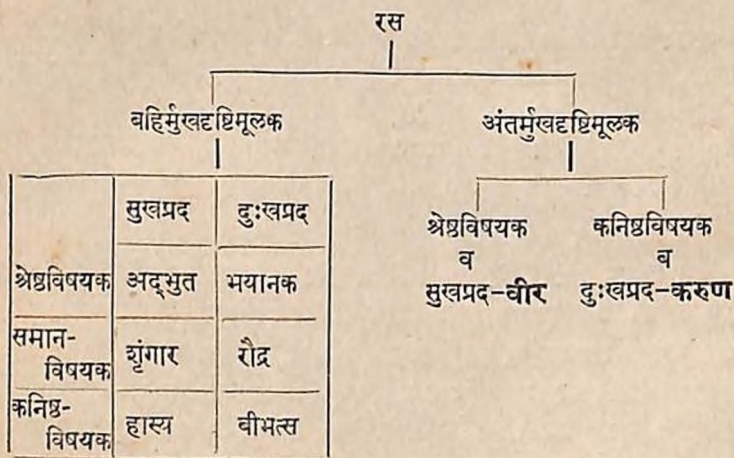 रस
बहिर्मुखदृष्टिमूलक अंतर्मुखदृष्टिमूलक
सुखप्रद दुःखप्रद
श्रेष्ठविषयक अद्‌भुत भयानक
समान-
विषयक शृंगार रौद्र
कनिष्ठ-
विषयक हास्य बीभत्स
श्रेष्ठविषयक
व
सुखप्रद-वीर
कनिष्ठविषयक
व
दुःखप्रद-करुण